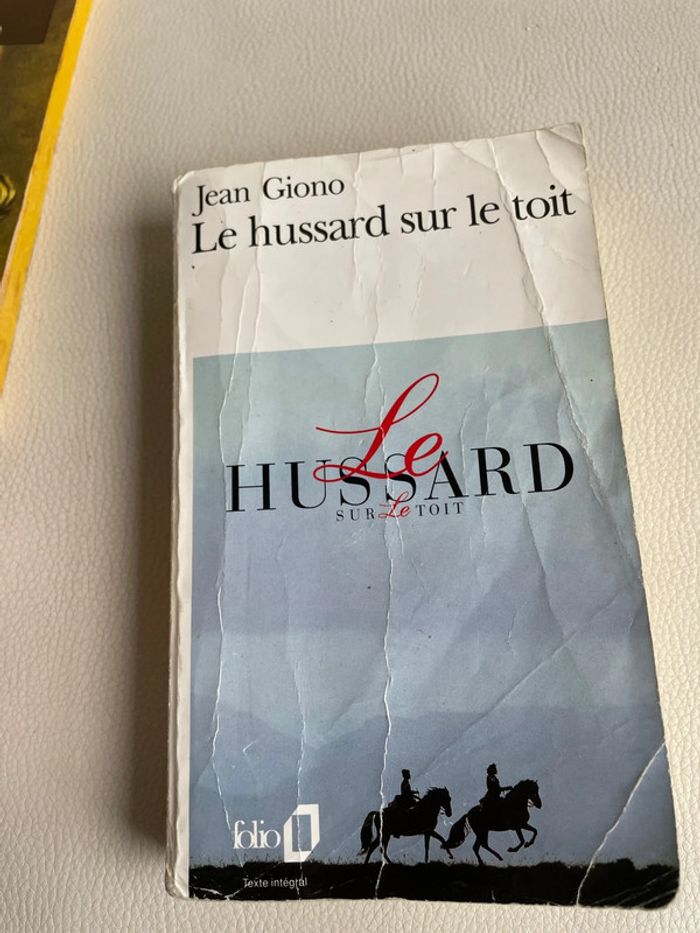 Jean Giono
Le hussard sur le toit
Le
HUSSARD
SUR Le TOIT
folio
Texte intégral